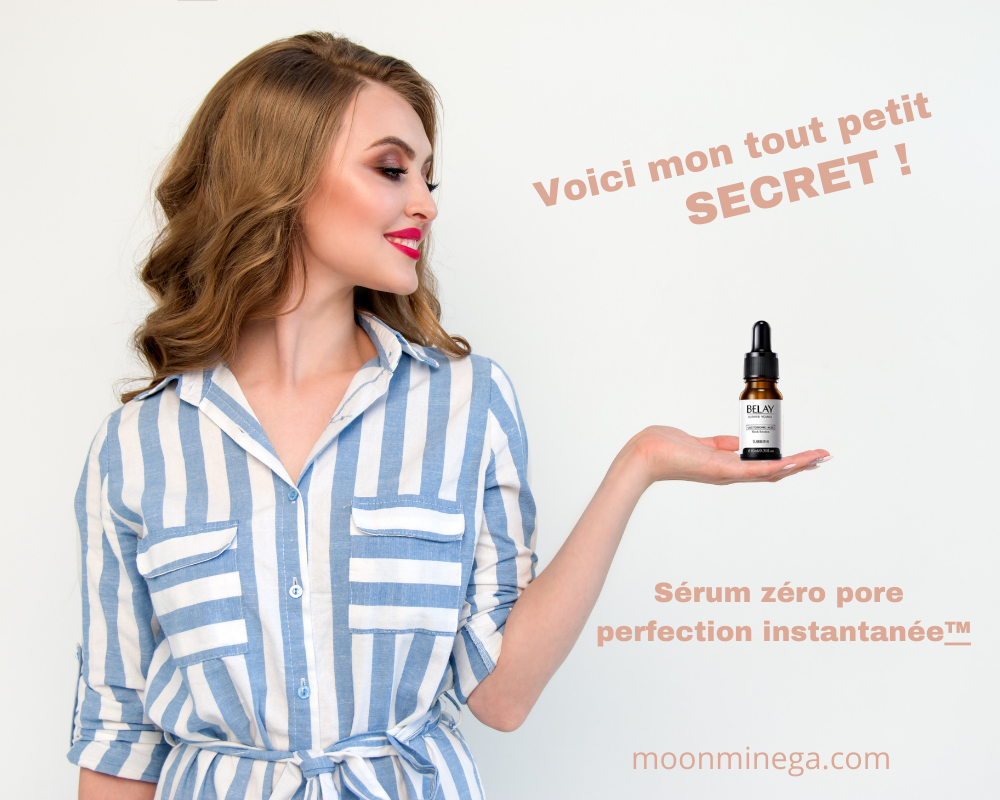 Voici mon tout petit
SECRET !
BELAY
Sérum zéro pore
perfection instantanée™
moonminega.com